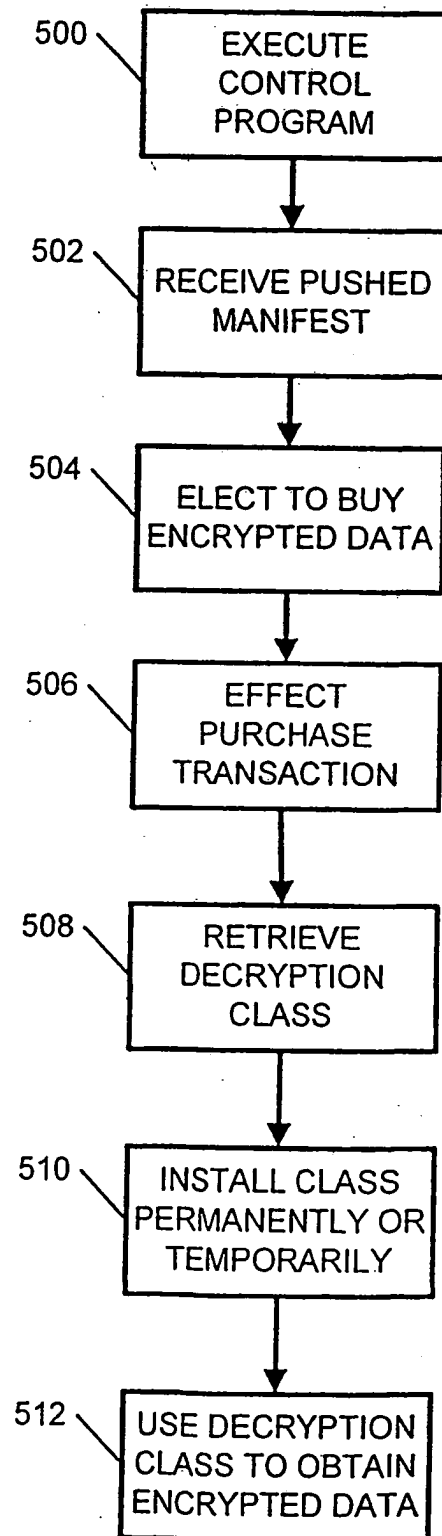 500
EXECUTE
CONTROL
PROGRAM
502
RECEIVE PUSHED
MANIFEST
504
ELECT TO BUY
ENCRYPTED DATA
506
EFFECT
PURCHASE
TRANSACTION
508
RETRIEVE
DECRYPTION
CLASS
510
INSTALL CLASS
PERMANENTLY OR
TEMPORARILY
512
USE DECRYPTION
CLASS TO OBTAIN
ENCRYPTED DATA